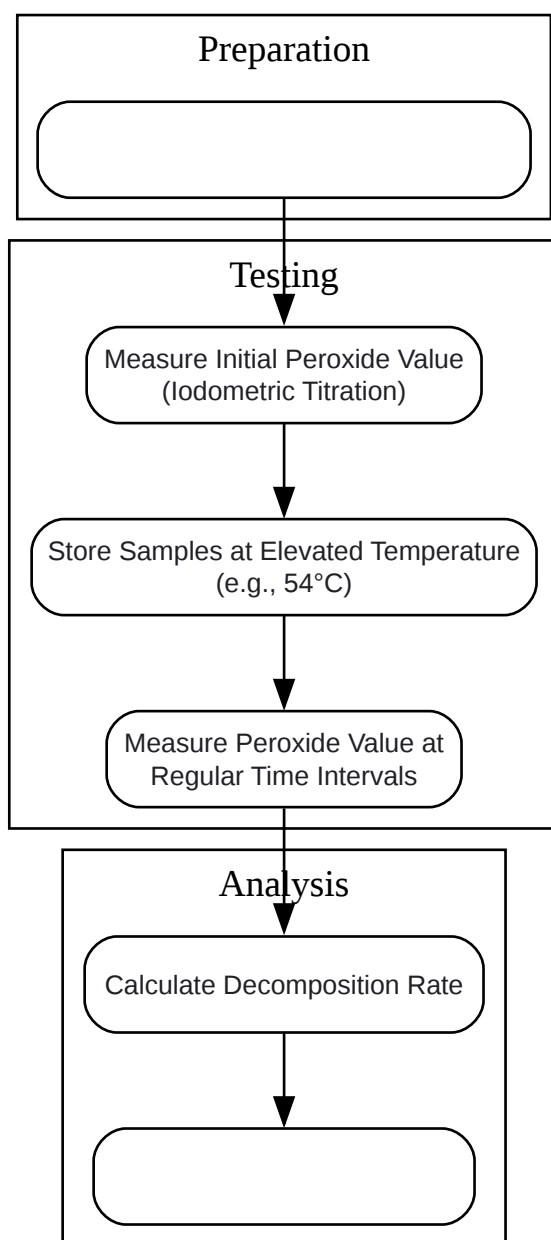 Preparation
Testing
Measure Initial Peroxide Value
(Iodometric Titration)
Store Samples at Elevated Temperature
(e.g., 54°C)
Measure Peroxide Value at
Regular Time Intervals
Analysis
Calculate Decomposition Rate